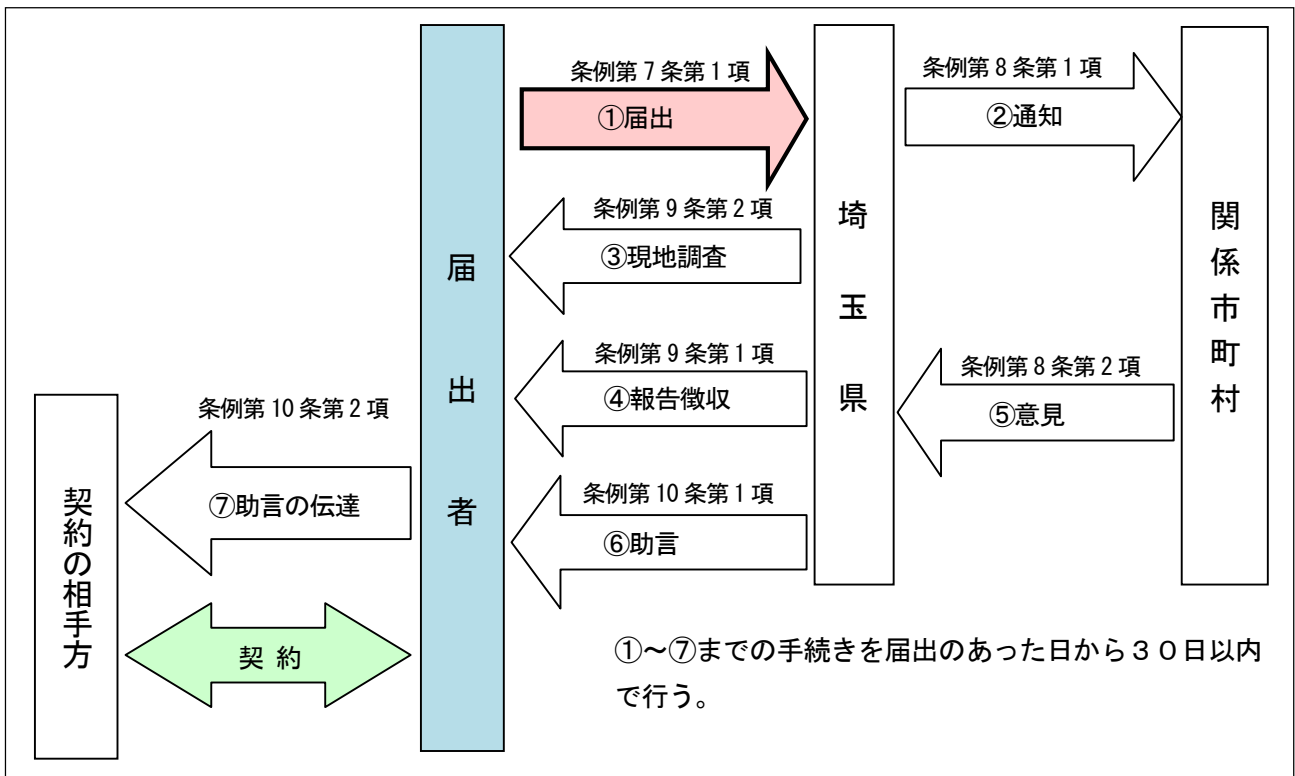 条例第7条第1項
①届出
条例第8条第1項
②通知
条例第9条第2項
③現地調査
条例第9条第1項
④報告徴収
条例第8条第2項
⑤意見
条例第10条第1項
⑥助言
条例第10条第2項
⑦助言の伝達
契約
契約の相手方
届出者
埼玉県
関係市町村
①～⑦までの手続きを届出のあった日から３０日以内
で行う。